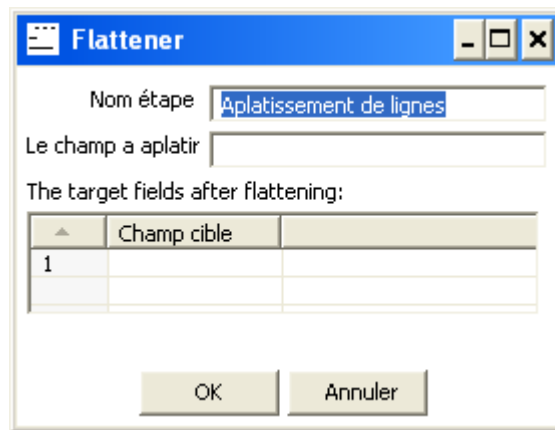 Flattener
Nom étape Aplatissement de lignes
Le champ a aplatir
The target fields after flattening:
Champ cible
1
OK Annuler